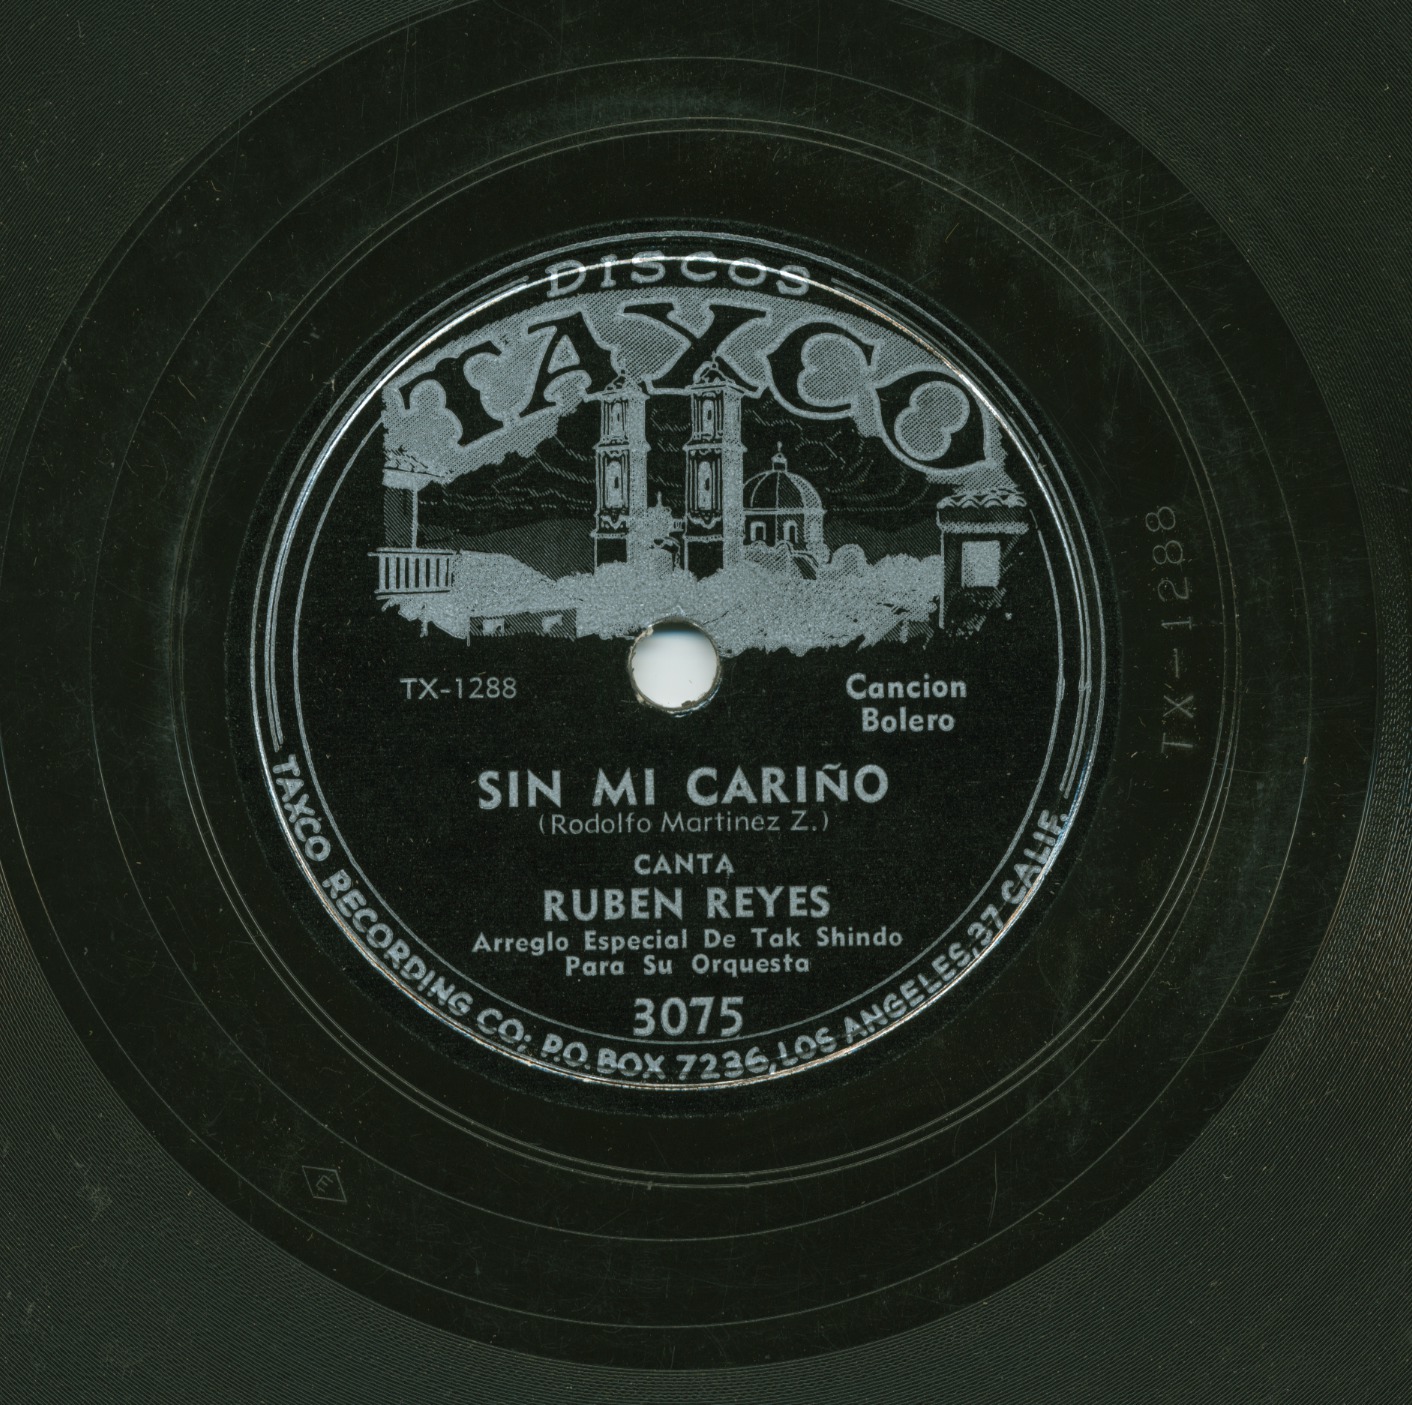 DISCOS
TAXCO
TX-1288
Cancion
Bolero
SIN MI CARIÑO
(Rodolfo Martinez Z.)
CANTA
RUBEN REYES
Arreglo Especial De Tak Shindo
Para Su Orquesta
3075
TAXCO RECORDING CO; P.O. BOX 7236, LOS ANGELES, 37 CALIF.
TX-1288